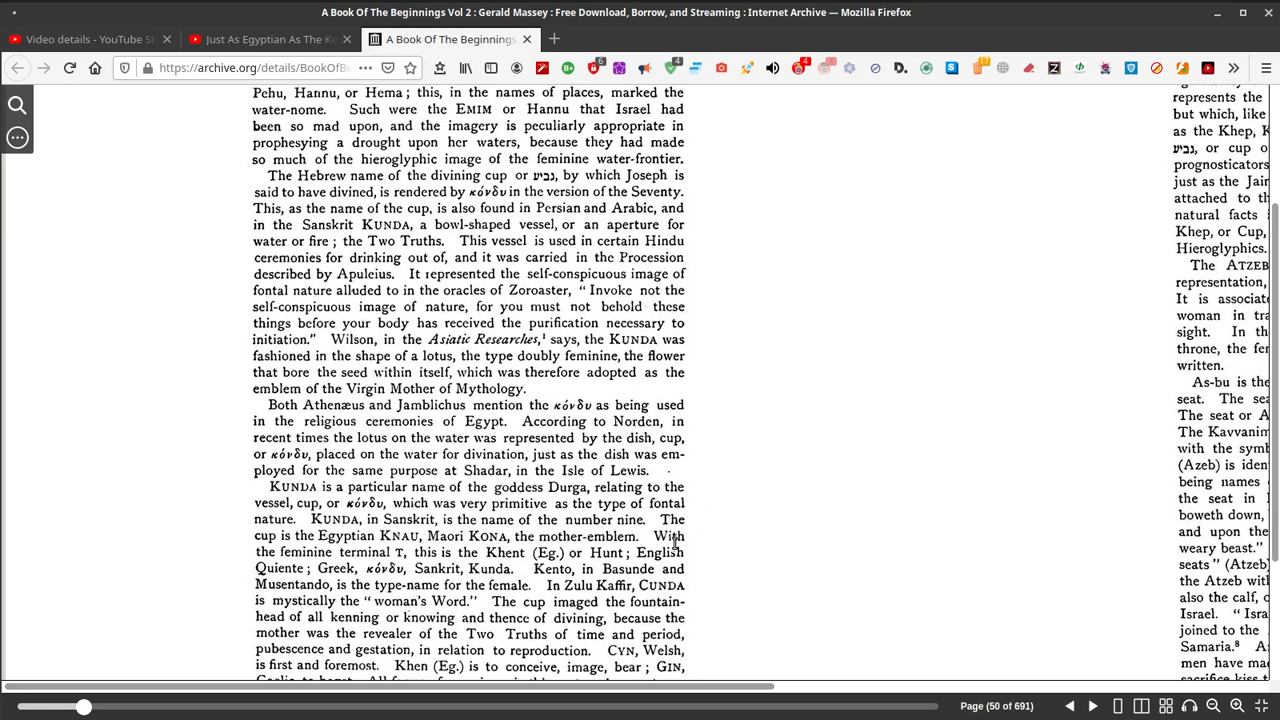 A Book Of The Beginnings Vol 2 : Gerald Massey : Free Download, Borrow, and Streaming : Internet Archive — Mozilla Firefox
Video details - YouTube St
Just As Egyptian As The Ke
A Book Of The Beginnings
https://archive.org/details/BookOfBe
Pehu, Hannu, or Hema; this, in the names of places, marked the
water-nome. Such were the EMIM or Hannu that Israel had
been so mad upon, and the imagery is peculiarly appropriate in
prophesying a drought upon her waters, because they had made
so much of the hieroglyphic image of the feminine water-frontier.
The Hebrew name of the divining cup or גביע, by which Joseph is
said to have divined, is rendered by κόνδυ in the version of the Seventy.
This, as the name of the cup, is also found in Persian and Arabic, and
in the Sanskrit KUNDA, a bowl-shaped vessel, or an aperture for
water or fire; the Two Truths. This vessel is used in certain Hindu
ceremonies for drinking out of, and it was carried in the Procession
described by Apuleius. It represented the self-conspicuous image of
fontal nature alluded to in the oracles of Zoroaster, "Invoke not the
self-conspicuous image of nature, for you must not behold these
things before your body has received the purification necessary to
initiation." Wilson, in the Asiatic Researches,¹ says, the KUNDA was
fashioned in the shape of a lotus, the type doubly feminine, the flower
that bore the seed within itself, which was therefore adopted as the
emblem of the Virgin Mother of Mythology.
Both Athenæus and Jamblichus mention the κόνδυ as being used
in the religious ceremonies of Egypt. According to Norden, in
recent times the lotus on the water was represented by the dish, cup,
or κόνδυ, placed on the water for divination, just as the dish was em-
ployed for the same purpose at Shadar, in the Isle of Lewis.
KUNDA is a particular name of the goddess Durga, relating to the
vessel, cup, or κόνδυ, which was very primitive as the type of fontal
nature. KUNDA, in Sanskrit, is the name of the number nine. The
cup is the Egyptian KNAU, Maori KONA, the mother-emblem. With
the feminine terminal T, this is the Khent (Eg.) or Hunt; English
Quiente; Greek, κόνδυ, Sankrit, Kunda. Kento, in Basunde and
Musentando, is the type-name for the female. In Zulu Kaffir, CUNDA
is mystically the "woman's Word." The cup imaged the fountain-
head of all kenning or knowing and thence of divining, because the
mother was the revealer of the Two Truths of time and period,
pubescence and gestation, in relation to reproduction. CYN, Welsh,
is first and foremost. Khen (Eg.) is to conceive, image, bear; GIN,
represents the
but which, like
as the Khep, K
גביע, or cup o
prognosticators
just as the Jain
attached to th
natural facts
Khep, or Cup,
Hieroglyphics.
The ATZEB
representation,
It is associate
woman in tra
sight. In th
throne, the fem
written.
As-bu is the
seat. The sea
The seat or A
The Kavvanim
with the symb
(Azeb) is iden
being names
the seat in
boweth down,
and upon the
weary beast."
seats" (Atzeb
the Atzeb with
also the calf, o
Israel. "Isra
joined to the
Samaria.⁸ A
men have ma
sacrifice kiss t
Page (50 of 691)